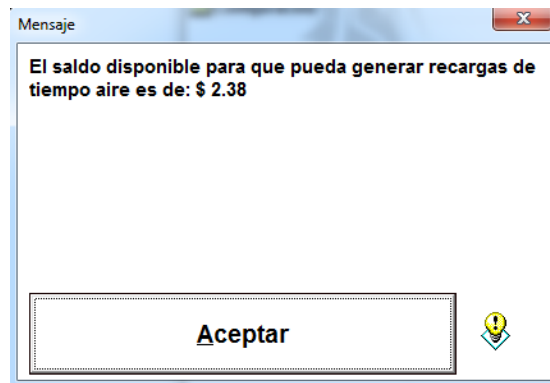 Mensaje
El saldo disponible para que pueda generar recargas de
tiempo aire es de: $ 2.38
Aceptar